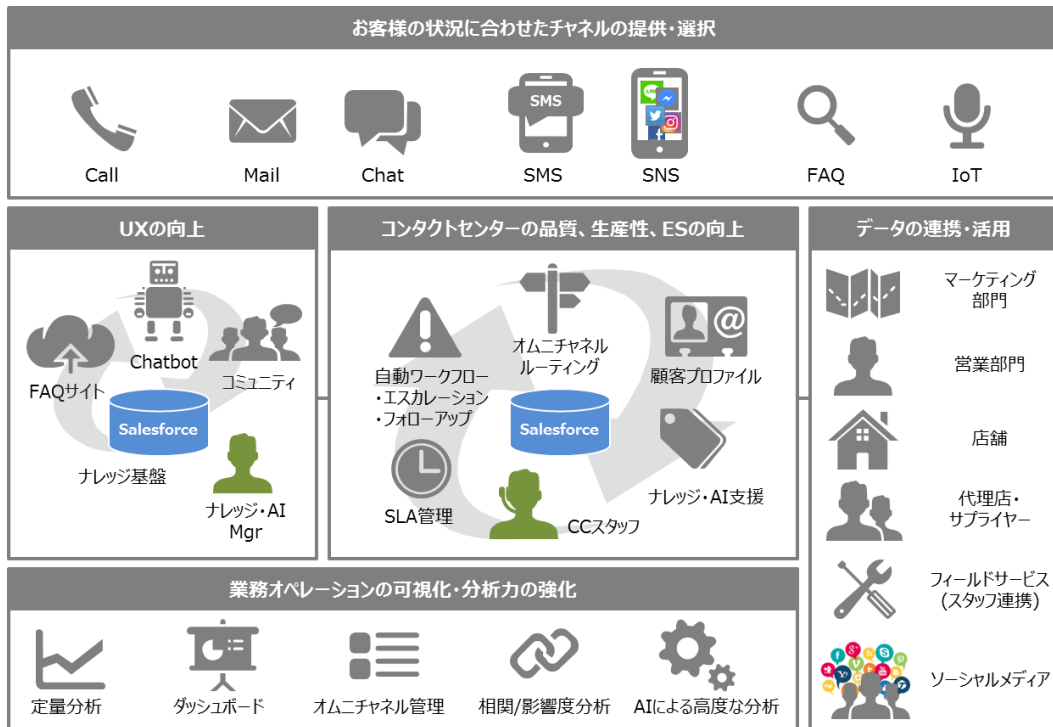 お客様の状況に合わせたチャネルの提供・選択
SMS
LINE
Call
Mail
Chat
SMS
SNS
FAQ
IoT
UXの向上
Chatbot
FAQサイト
コミュニティ
Salesforce
ナレッジ基盤
ナレッジ・AI
Mgr
コンタクトセンターの品質、生産性、ESの向上
自動ワークフロー
・エスカレーション
・フォローアップ
オムニチャネル
ルーティング
@
顧客プロファイル
Salesforce
SLA管理
CCスタッフ
ナレッジ・AI支援
データの連携・活用
マーケティング
部門
営業部門
店舗
代理店・
サプライヤー
フィールドサービス
(スタッフ連携)
ソーシャルメディア
業務オペレーションの可視化・分析力の強化
定量分析
ダッシュボード
オムニチャネル管理
相関/影響度分析
AIによる高度な分析